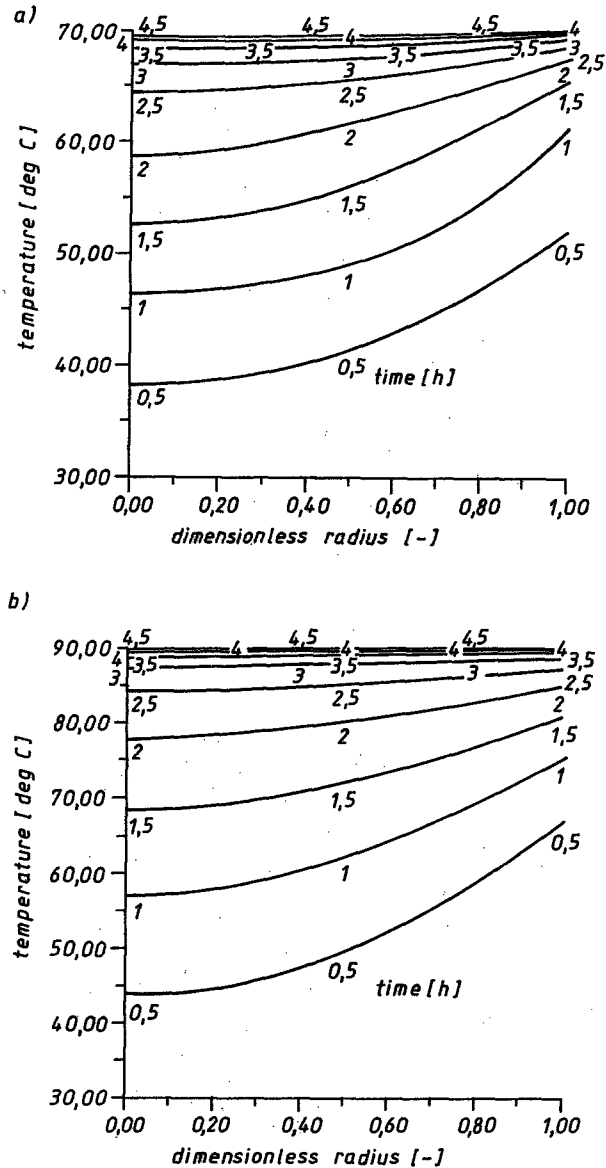 a)
4,5 4,5 4,5 4
70,00
4 4
3,5 3,5 3,5 3,5 3
3 3 2,5
2,5 2,5 2
60,00
2 2 1,5
1,5 1,5 1
50,00
1 1 0,5
40,00
0,5 0,5 time [h]
30,00
temperature [deg C]
0,00 0,20 0,40 0,60 0,80 1,00
dimensionless radius [-]
b)
4,5 4,5 4,5
90,00
4 4 4 4
4 3,5 3,5 3,5
3 3 3
2,5 2,5 2,5
80,00
2 2 2
70,00
1,5 1,5 1,5
60,00
1 1 1
50,00
0,5 0,5 0,5
time [h]
40,00
30,00
temperature [deg C]
0,00 0,20 0,40 0,60 0,80 1,00
dimensionless radius [-]